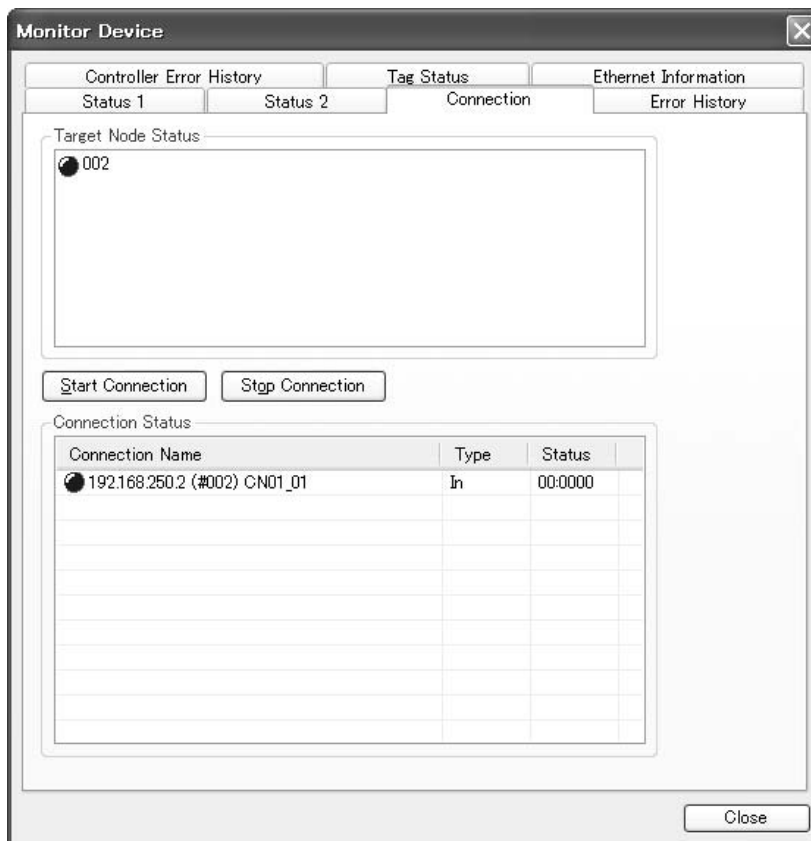 Monitor Device
Controller Error History Tag Status Ethernet Information
Status 1 Status 2 Connection Error History
Target Node Status
002
Start Connection Stop Connection
Connection Status
Connection Name Type Status
192.168.250.2 (#002) CN01_01 In 00:0000
Close